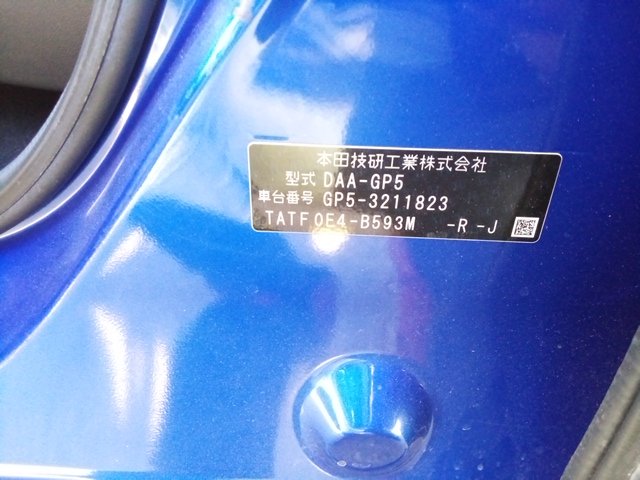 本田技研工業株式会社
型式 DAA-GP5
車台番号 GP5-3211823
TATF0E4-B593M -R -J